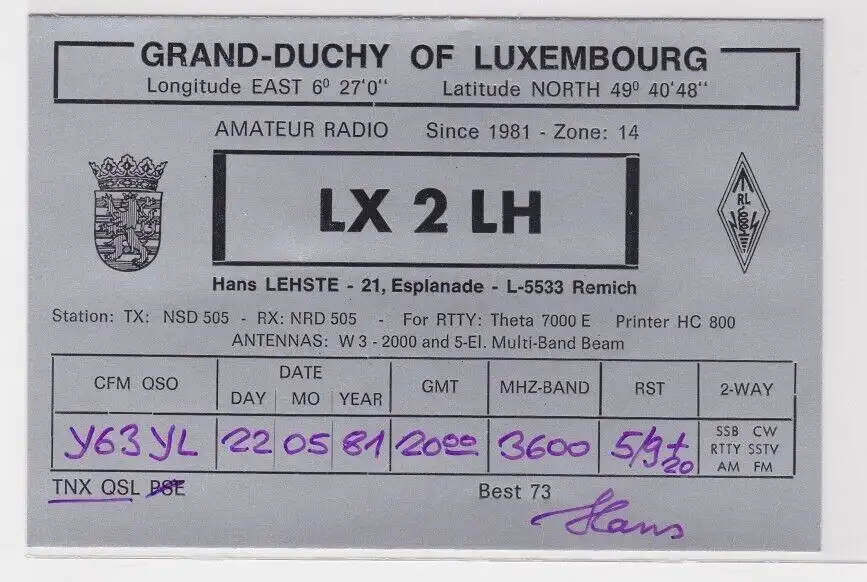 GRAND-DUCHY OF LUXEMBOURG
Longitude EAST 6⁰ 27'0" Latitude NORTH 49⁰ 40'48"
AMATEUR RADIO Since 1981 - Zone: 14
LX 2 LH
RL
Hans LEHSTE - 21, Esplanade - L-5533 Remich
Station: TX: NSD 505 - RX: NRD 505 - For RTTY: Theta 7000 E Printer HC 800
ANTENNAS: W 3 - 2000 and 5-El. Multi-Band Beam
CFM QSO DATE GMT MHZ-BAND RST 2-WAY
DAY MO YEAR
Y63YL 22 05 81 20⁰⁰ 3600 5/9+20
SSB CW
RTTY SSTV
AM FM
TNX QSL PSE Best 73
Hans